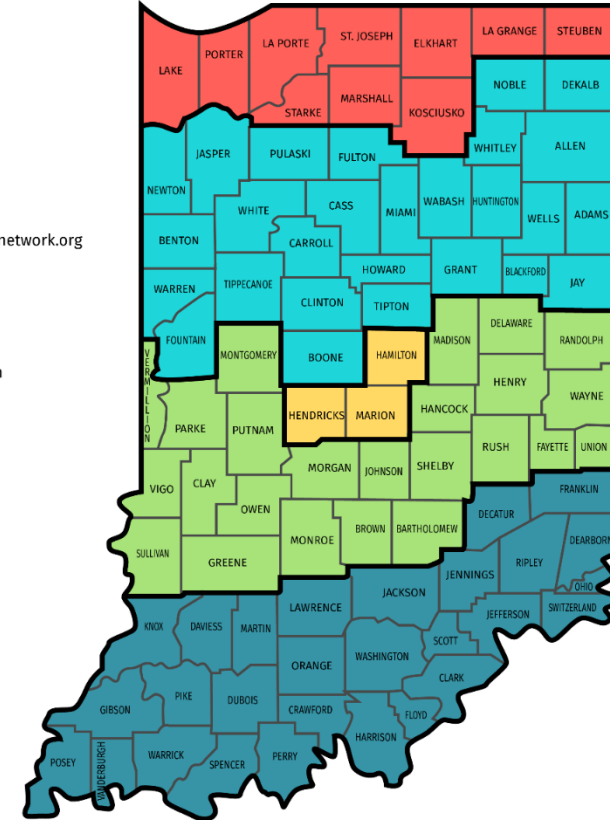 LA GRANGE
STEUBEN
ST. JOSEPH
LA PORTE
ELKHART
PORTER
LAKE
NOBLE
DEKALB
MARSHALL
STARKE
KOSCIUSKO
ALLEN
WHITLEY
JASPER
PULASKI
FULTON
NEWTON
WABASH
HUNTINGTON
CASS
MIAMI
WHITE
WELLS
ADAMS
network.org
BENTON
CARROLL
HOWARD
GRANT
BLACKFORD
JAY
WARREN
TIPPECANOE
CLINTON
TIPTON
DELAWARE
FOUNTAIN
MADISON
RANDOLPH
MONTGOMERY
BOONE
HAMILTON
VERMILLION
HENRY
WAYNE
HANCOCK
HENDRICKS
MARION
PARKE
PUTNAM
RUSH
FAYETTE
UNION
MORGAN
JOHNSON
SHELBY
VIGO
CLAY
FRANKLIN
OWEN
DECATUR
BROWN
BARTHOLOMEW
MONROE
DEARBORN
SULLIVAN
GREENE
RIPLEY
JENNINGS
OHIO
JACKSON
LAWRENCE
SWITZERLAND
JEFFERSON
KNOX
DAVIESS
MARTIN
SCOTT
WASHINGTON
ORANGE
CLARK
PIKE
DUBOIS
GIBSON
CRAWFORD
FLOYD
HARRISON
WARRICK
PERRY
POSEY
SPENCER
VANDERBURGH